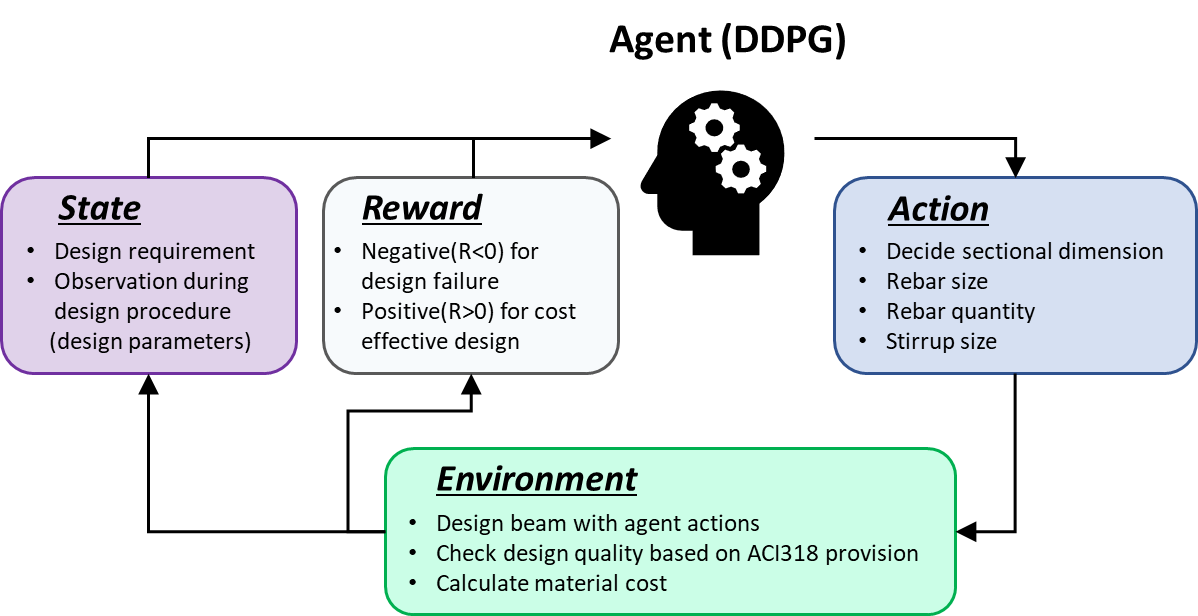 Agent (DDPG)
State
• Design requirement
• Observation during
design procedure
(design parameters)
Reward
• Negative(R<0) for
design failure
• Positive(R>0) for cost
effective design
Action
• Decide sectional dimension
• Rebar size
• Rebar quantity
• Stirrup size
Environment
• Design beam with agent actions
• Check design quality based on ACI318 provision
• Calculate material cost